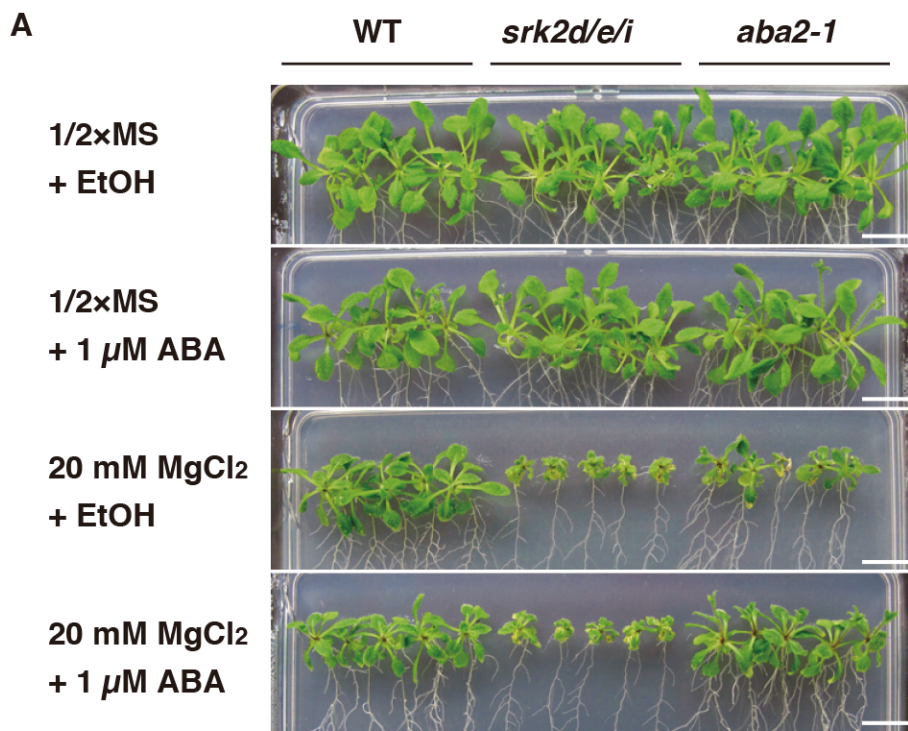 A
WT srk2d/e/i aba2-1
1/2×MS
+ EtOH
1/2×MS
+ 1 µM ABA
20 mM MgCl2
+ EtOH
20 mM MgCl2
+ 1 µM ABA